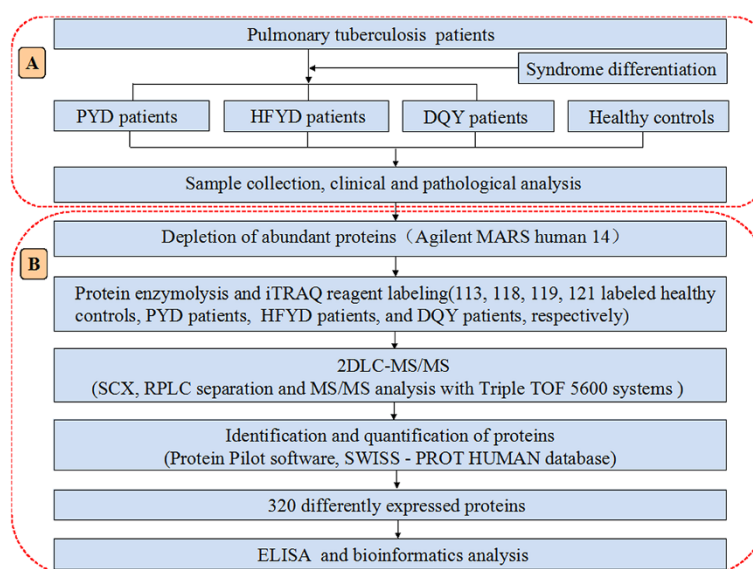 Pulmonary tuberculosis patients
A
Syndrome differentiation
PYD patients
HFYD patients
DQY patients
Healthy controls
Sample collection, clinical and pathological analysis
Depletion of abundant proteins（Agilent MARS human 14）
B
Protein enzymolysis and iTRAQ reagent labeling(113, 118, 119, 121 labeled healthy
controls, PYD patients, HFYD patients, and DQY patients, respectively)
2DLC-MS/MS
(SCX, RPLC separation and MS/MS analysis with Triple TOF 5600 systems )
Identification and quantification of proteins
(Protein Pilot software, SWISS - PROT HUMAN database)
320 differently expressed proteins
ELISA and bioinformatics analysis